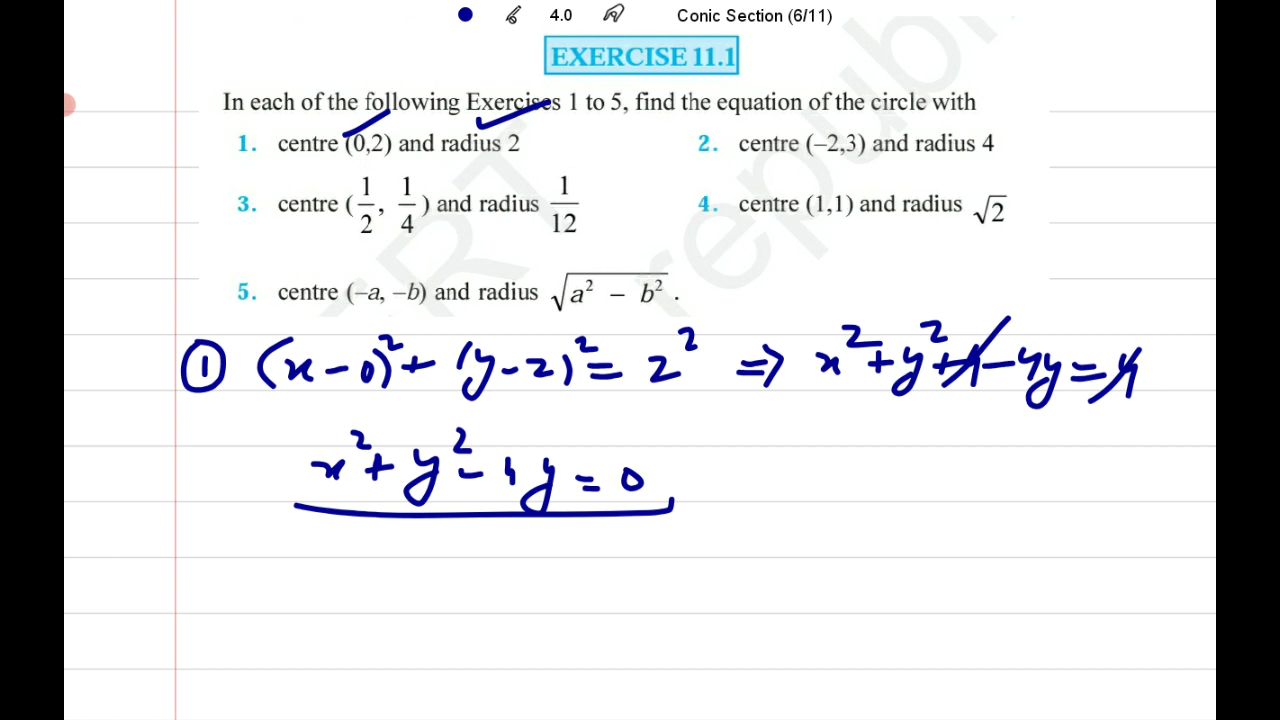 4.0 Conic Section (6/11)
EXERCISE 11.1
In each of the following Exercises 1 to 5, find the equation of the circle with
1. centre (0,2) and radius 2
2. centre (–2,3) and radius 4
3. centre (1/2, 1/4) and radius 1/12
4. centre (1,1) and radius √2
5. centre (–a, –b) and radius √(a² – b²).
① (x-0)² + (y-2)² = 2² ⇒ x² + y² + 4 - 4y = 4
x² + y² - 4y = 0